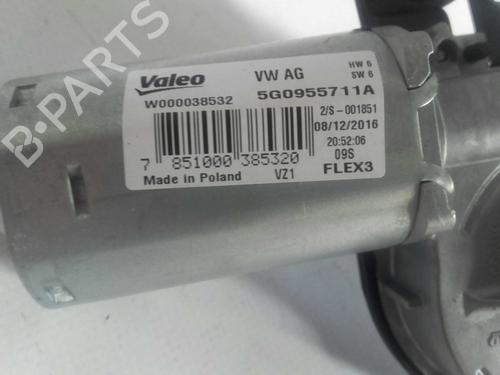 Valeo VW AG HW 6
SW 6
W000038532 5G0955711A
2/S-001851
08/12/2016
20:52:06
7 851000 385320 09S
Made in Poland VZ1 FLEX3
B-PARTS